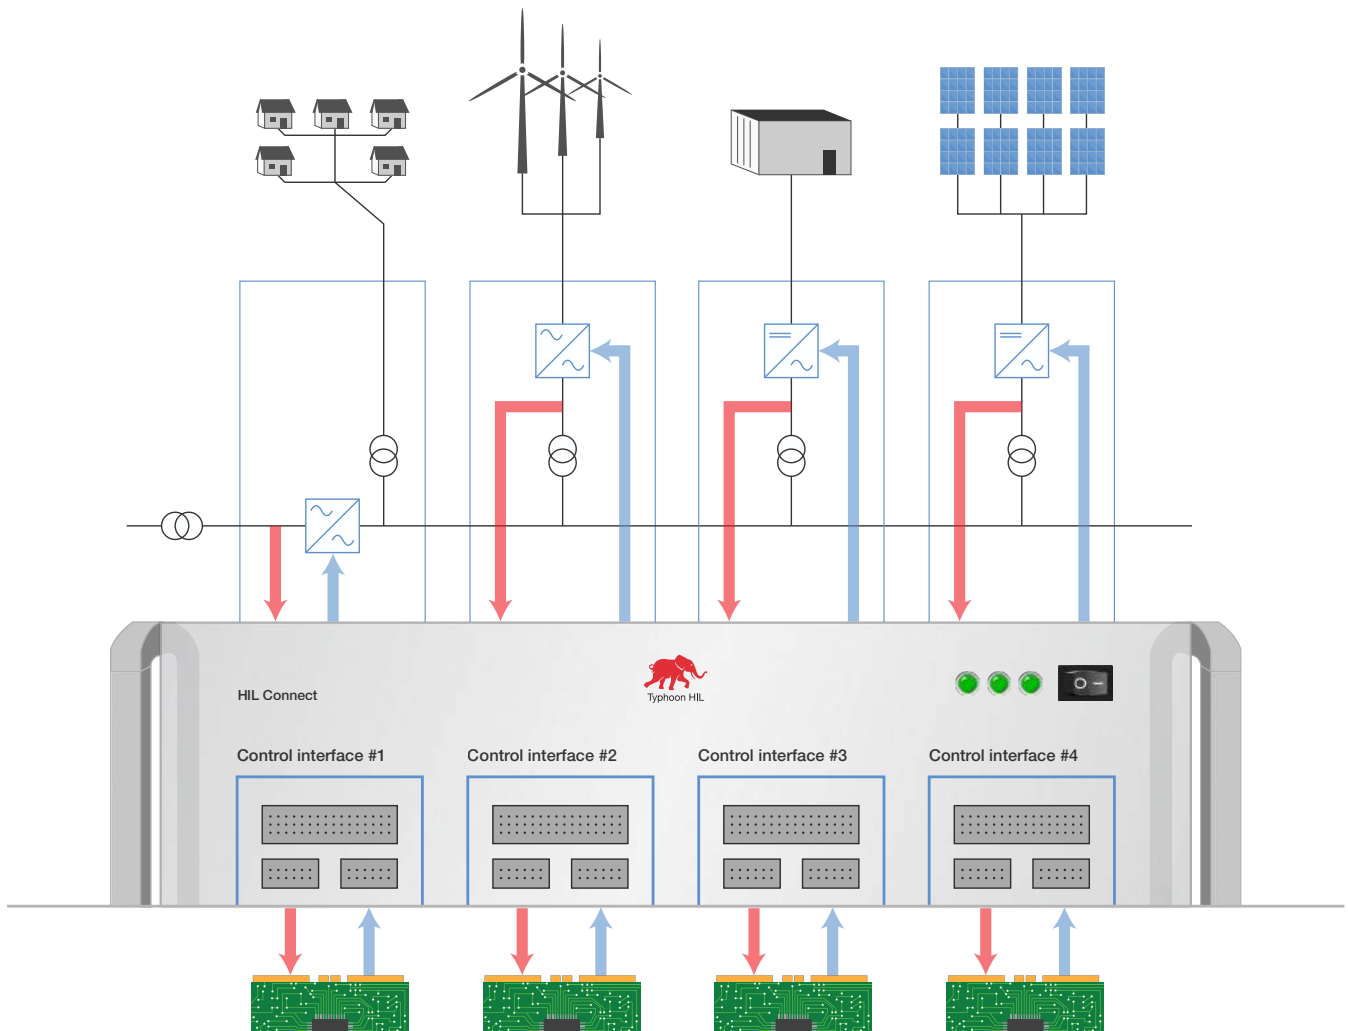 HIL Connect
Typhoon HIL
Control interface #1
Control interface #2
Control interface #3
Control interface #4